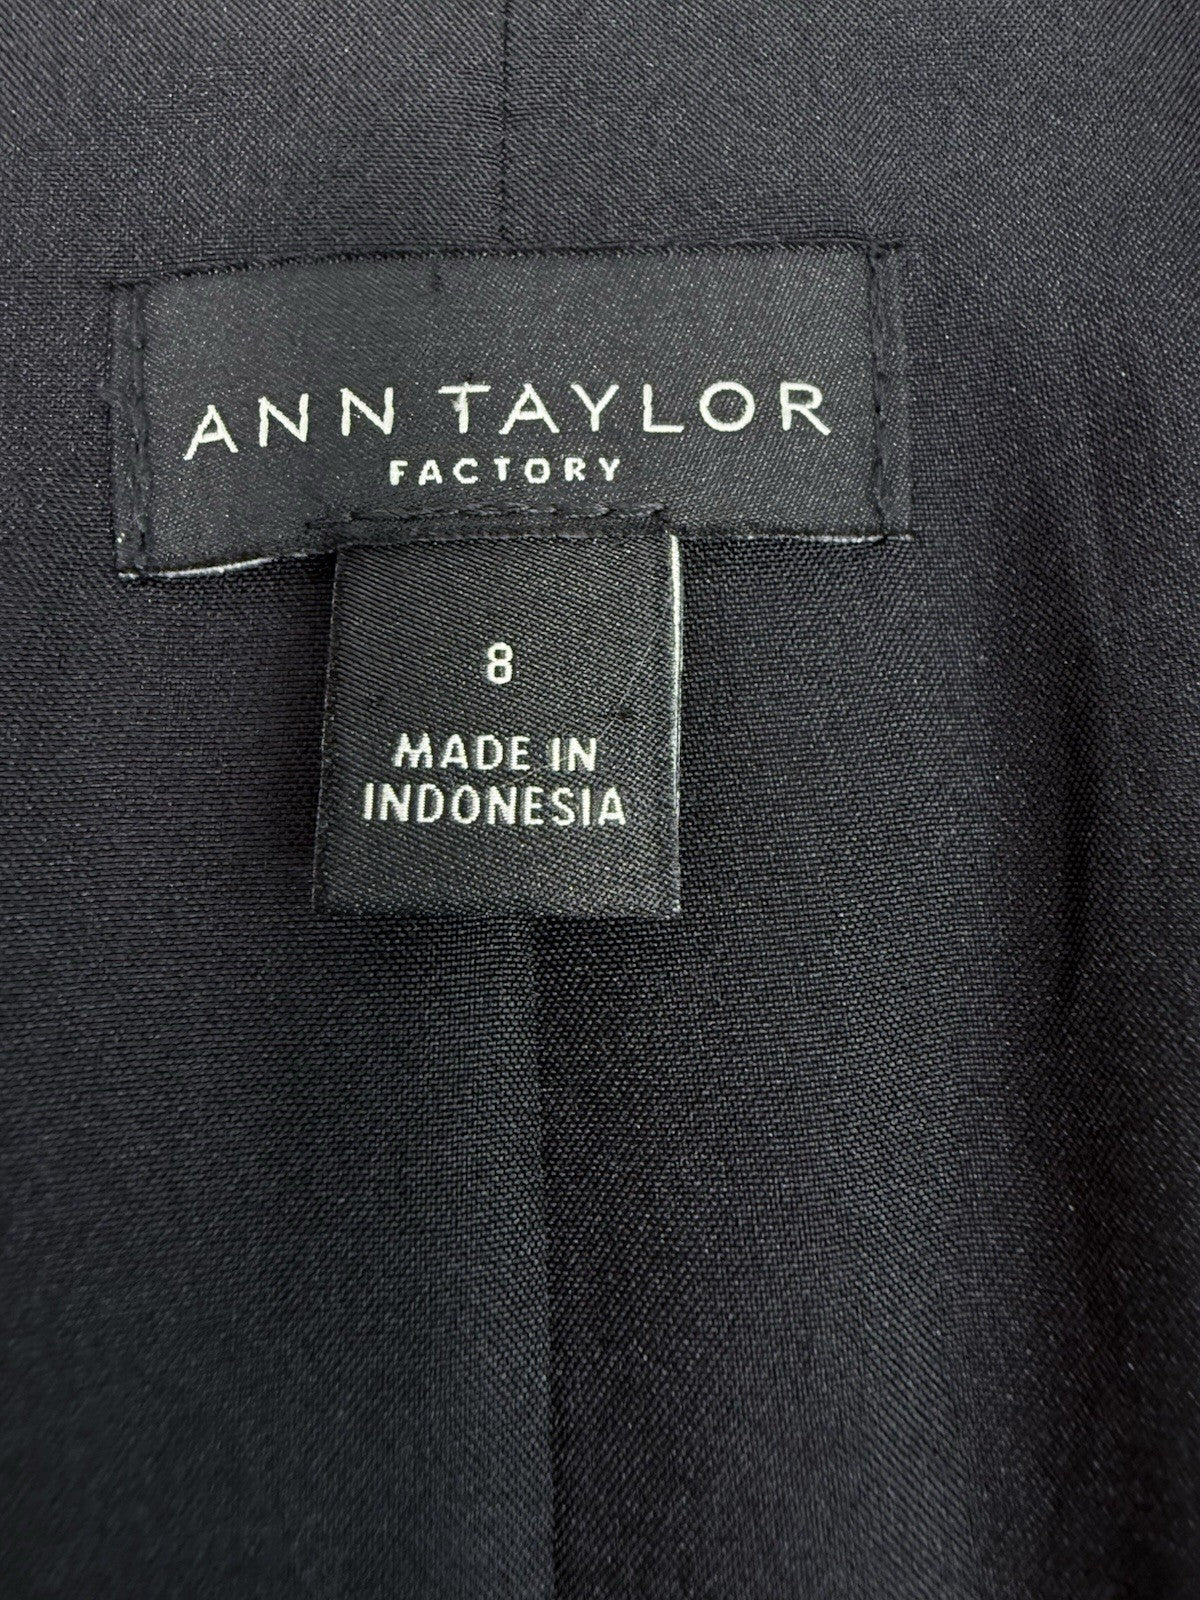 ANN TAYLOR
FACTORY
8
MADE IN
INDONESIA